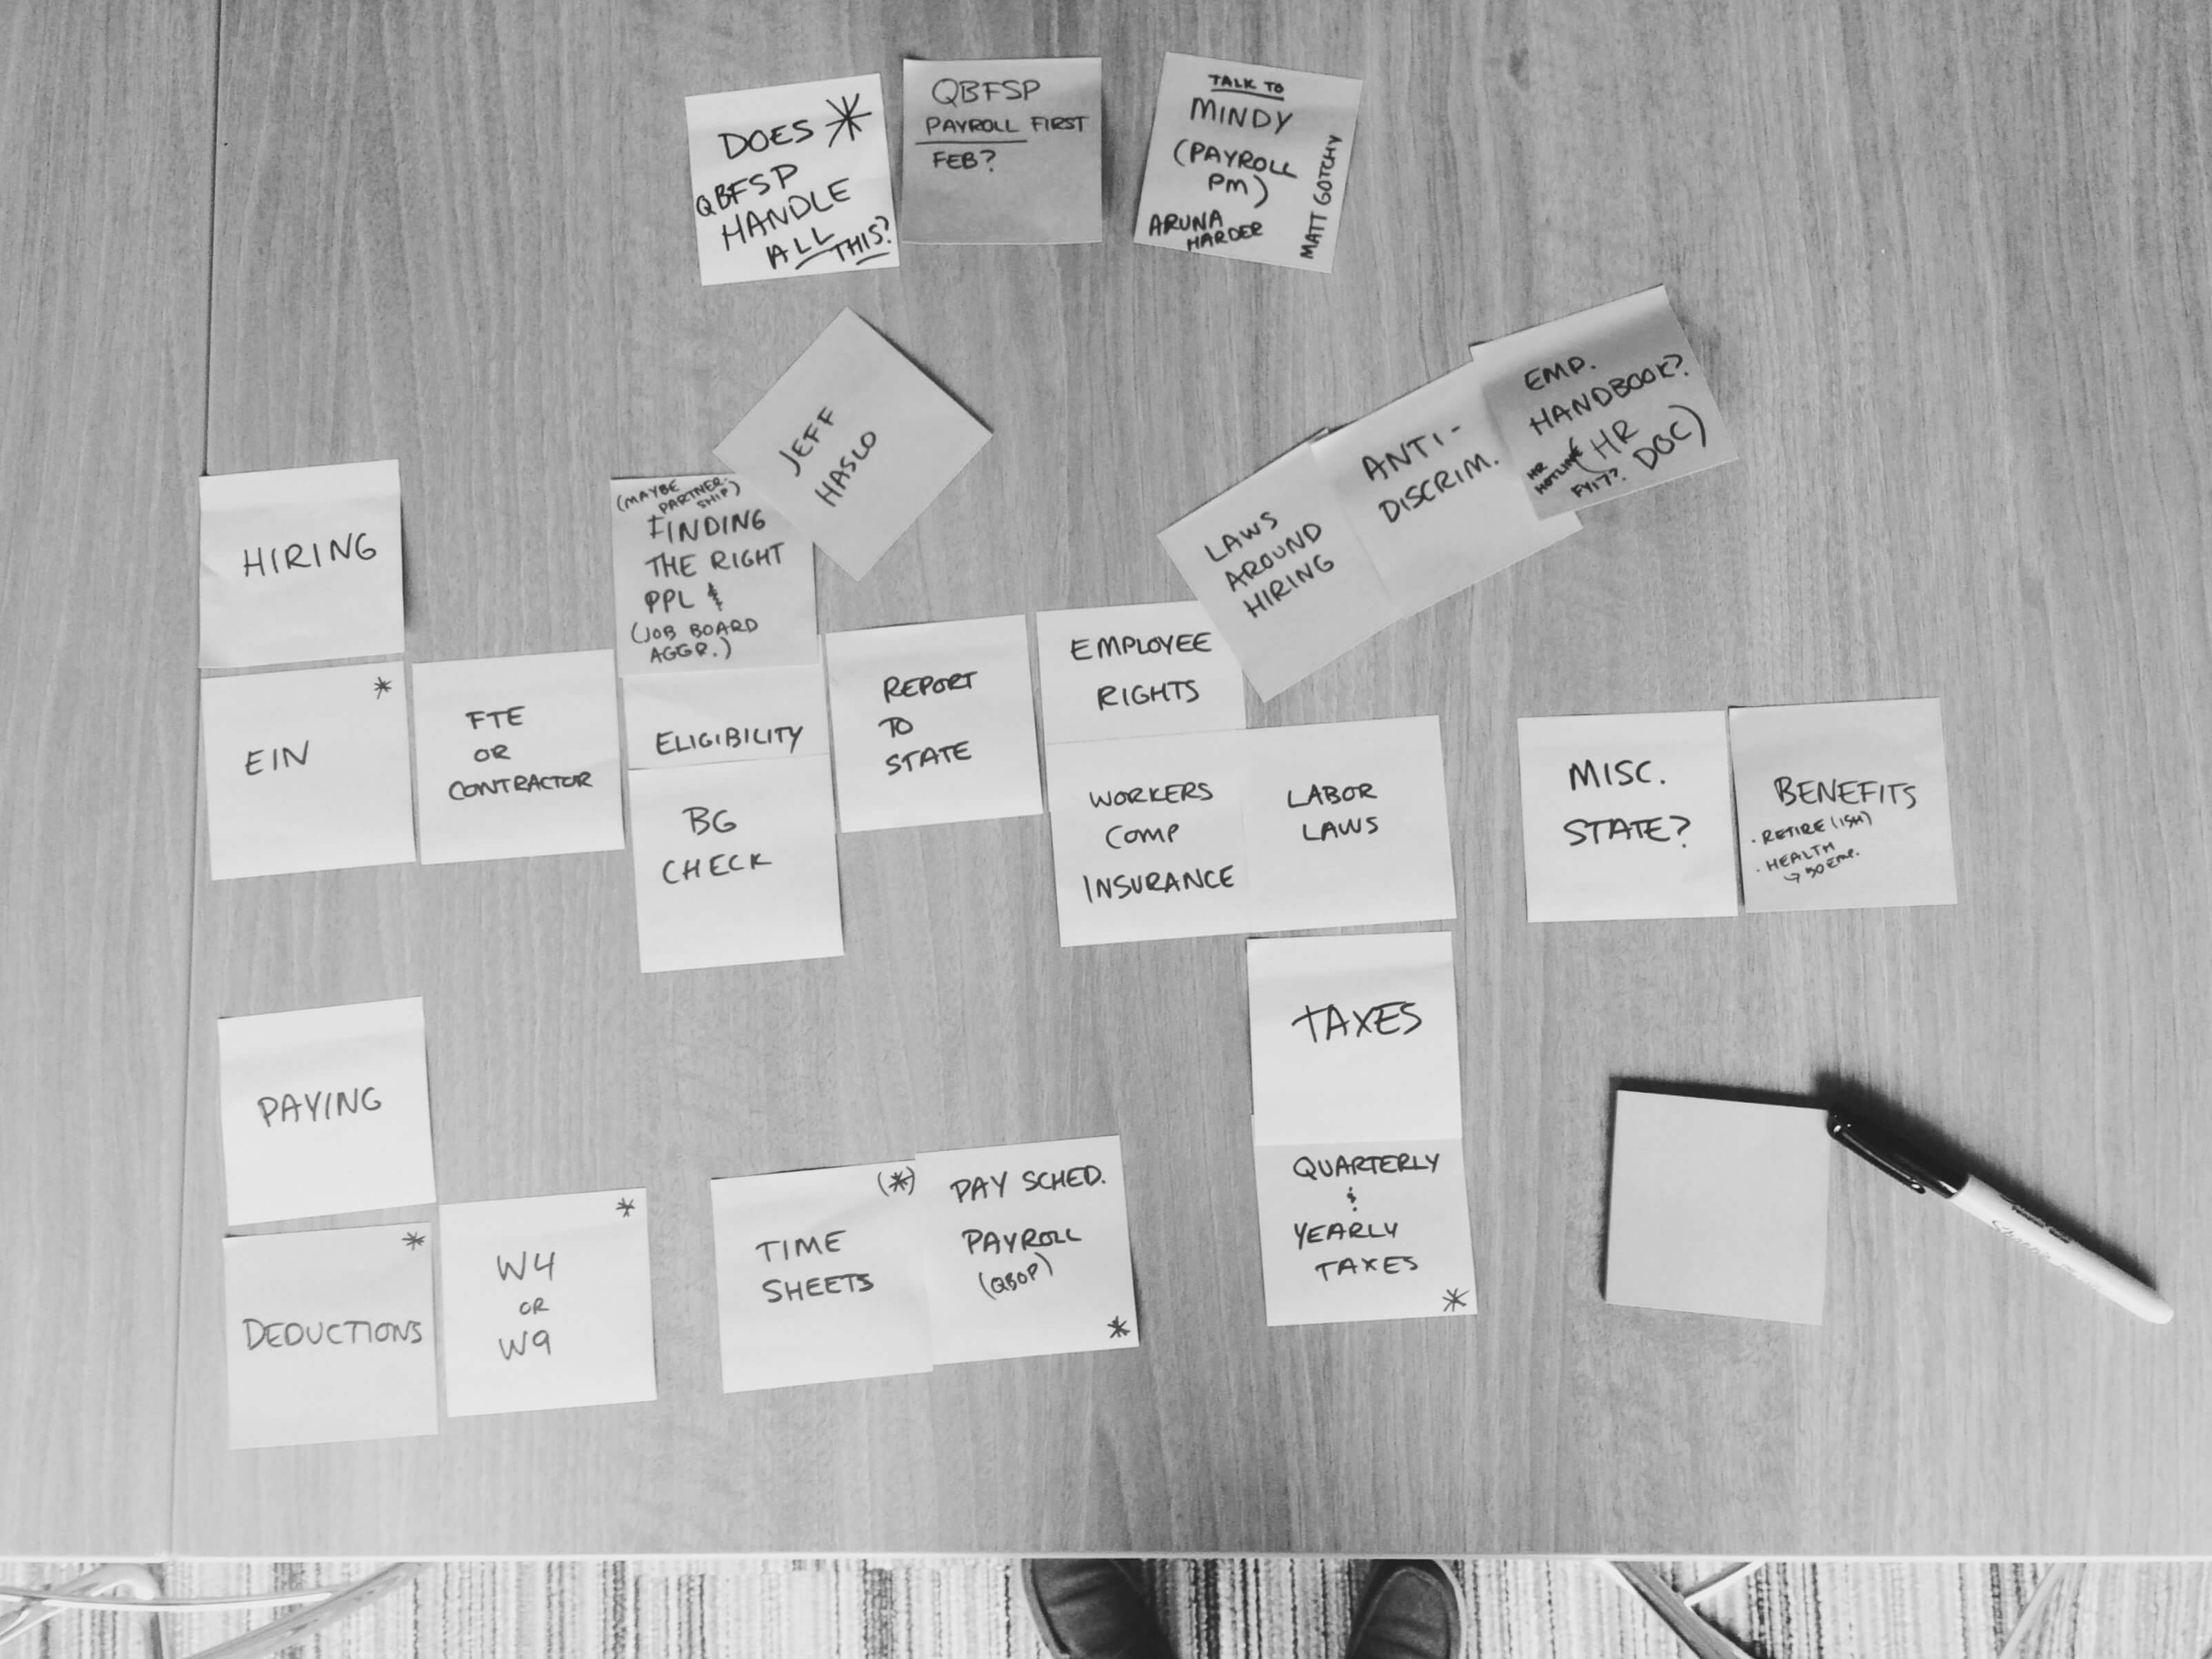 DOES *
QBFSP
HANDLE
ALL THIS?
QBFSP
PAYROLL FIRST
FEB?
TALK TO
MINDY
(PAYROLL
PM)
ARUNA
HARDER
MATT GOTCHY
JEFF
HASLO
EMP.
HANDBOOK?
(HR
DOC)
HR
HOTLINE
FY17?
ANTI-
DISCRIM.
LAWS
AROUND
HIRING
HIRING
(MAYBE
PARTNER-
SHIP)
FINDING
THE RIGHT
PPL &
(JOB BOARD
AGGR.)
EIN *
FTE
OR
CONTRACTOR
ELIGIBILITY
BG
CHECK
REPORT
TO
STATE
EMPLOYEE
RIGHTS
WORKERS
COMP
INSURANCE
LABOR
LAWS
MISC.
STATE?
BENEFITS
· RETIRE (ISH)
· HEALTH
↳ 50 EMP.
PAYING
TAXES
DEDUCTIONS *
W4 *
OR
W9
TIME (*)
SHEETS
PAY SCHED.
PAYROLL
(QBOP)
*
QUARTERLY
&
YEARLY
TAXES
*
Sharpie